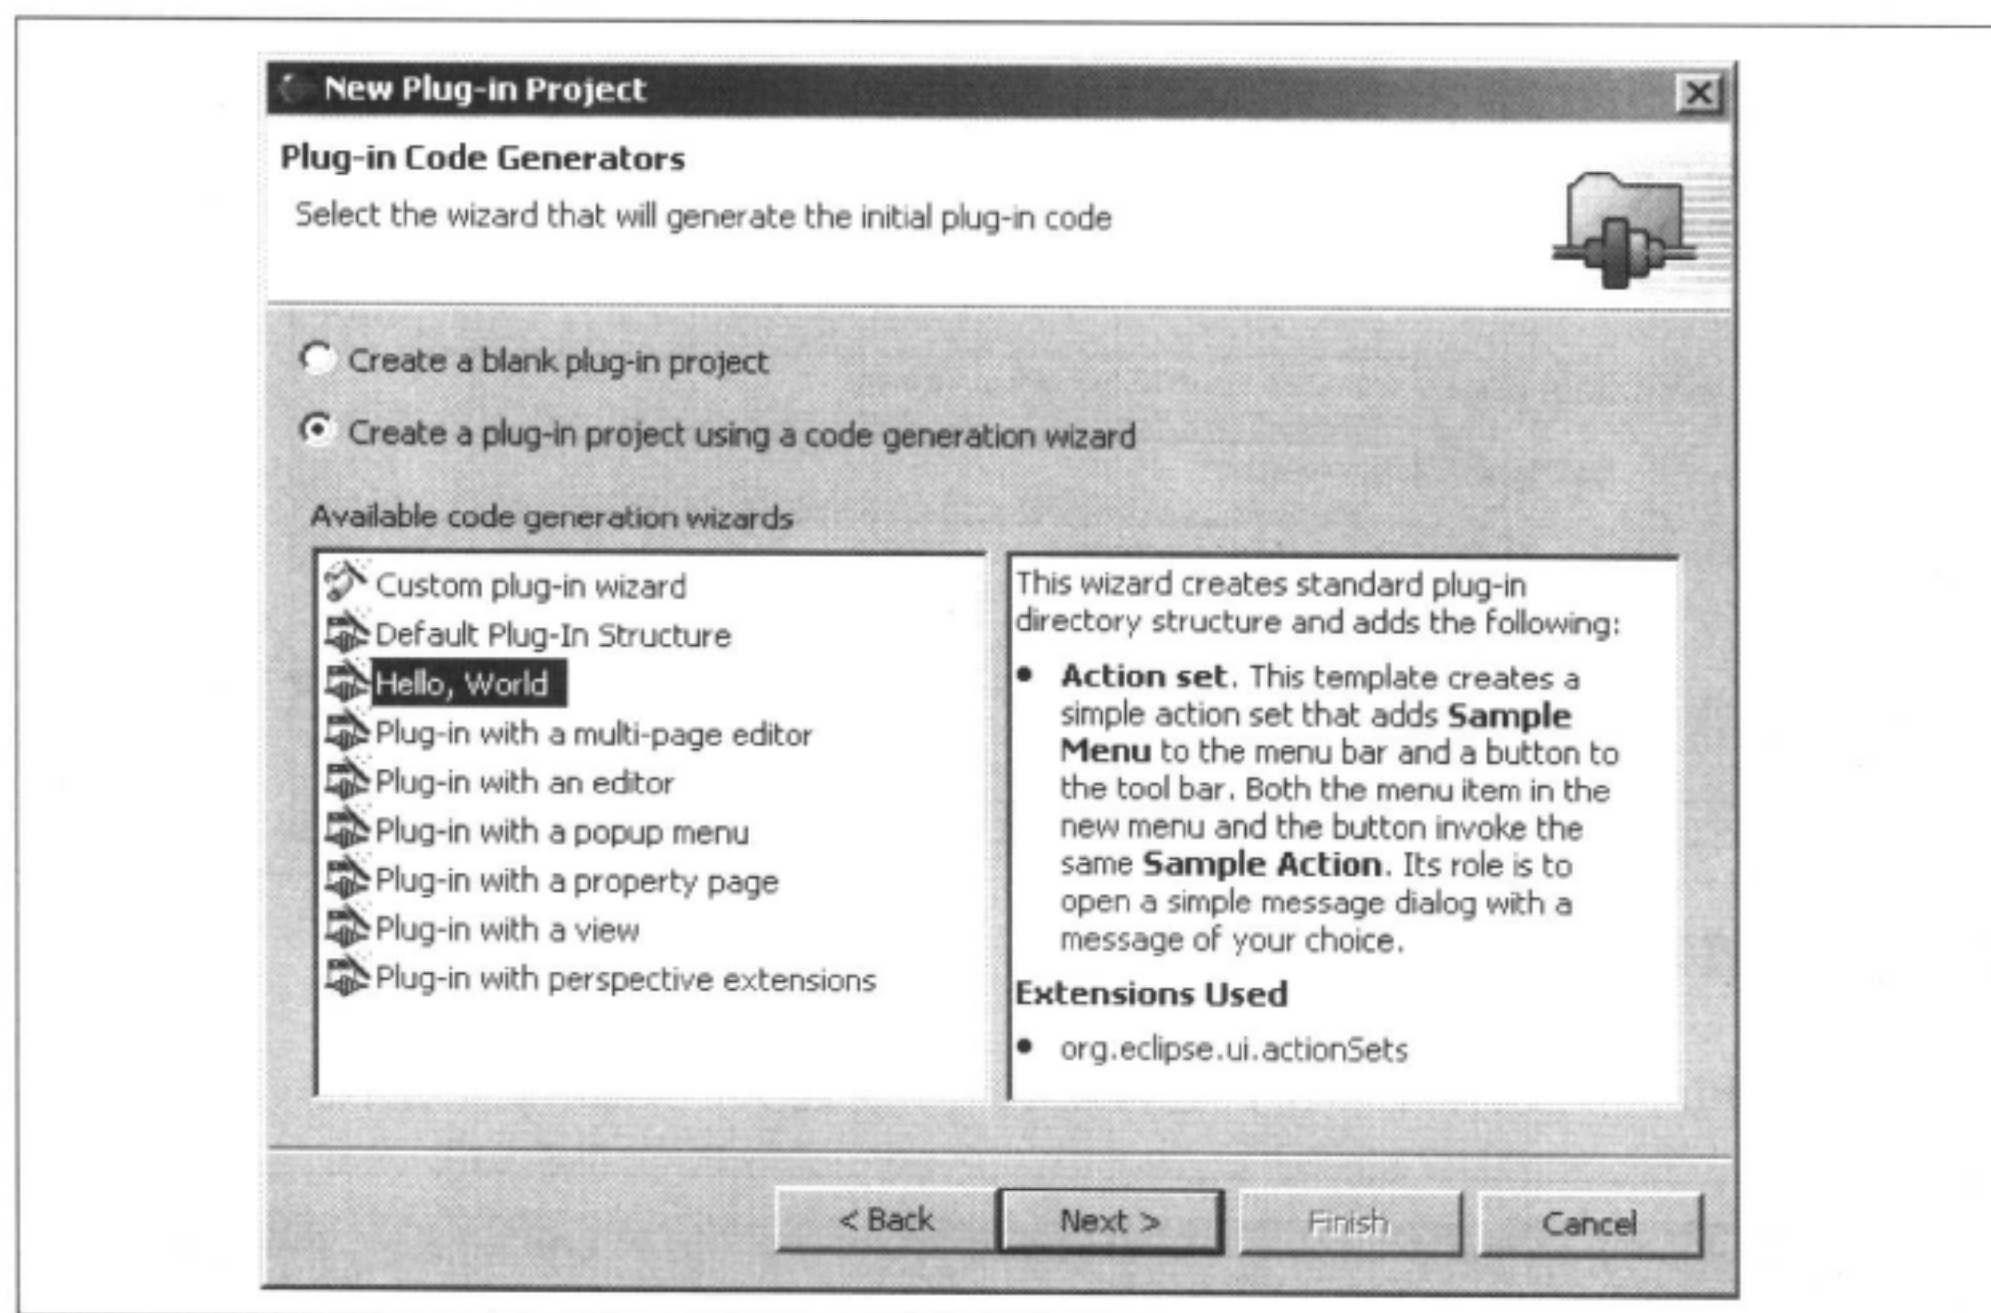 New Plug-in Project
Plug-in Code Generators
Select the wizard that will generate the initial plug-in code
Create a blank plug-in project
Create a plug-in project using a code generation wizard
Available code generation wizards
Custom plug-in wizard
Default Plug-In Structure
Hello, World
Plug-in with a multi-page editor
Plug-in with an editor
Plug-in with a popup menu
Plug-in with a property page
Plug-in with a view
Plug-in with perspective extensions
This wizard creates standard plug-in
directory structure and adds the following:
• Action set. This template creates a
simple action set that adds Sample
Menu to the menu bar and a button to
the tool bar. Both the menu item in the
new menu and the button invoke the
same Sample Action. Its role is to
open a simple message dialog with a
message of your choice.
Extensions Used
• org.eclipse.ui.actionSets
< Back
Next >
Finish
Cancel